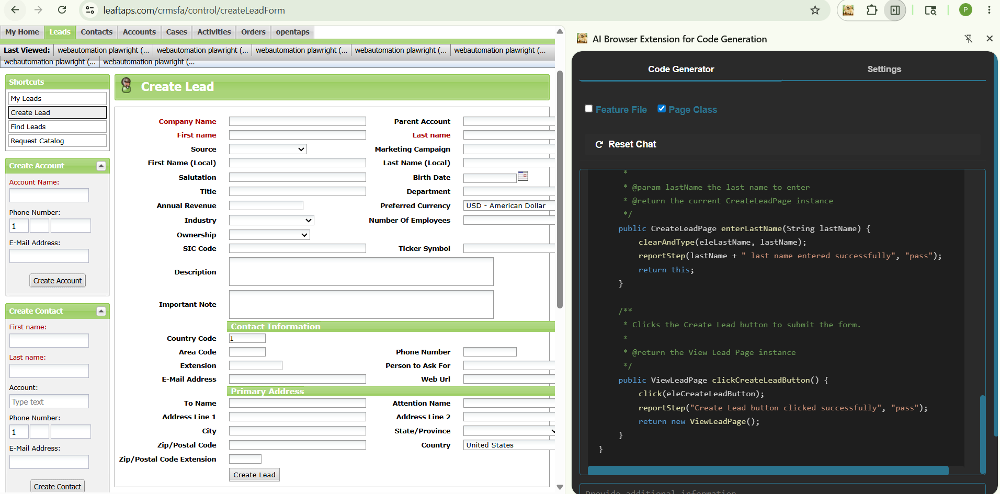 leaftaps.com/crmsfa/control/createLeadForm
P
My Home Leads Contacts Accounts Cases Activities Orders opentaps
Last Viewed: webautomation plawright (... webautomation plawright (... webautomation plawright (... webautomation plawright (... webautomation plawright (...
webautomation plawright (... webautomation plawright (...
Shortcuts
My Leads
Create Lead
Find Leads
Request Catalog
Create Account
Account Name:
Phone Number:
1
E-Mail Address:
Create Account
Create Contact
First name:
Last name:
Account:
Type text
Phone Number:
1
E-Mail Address:
Create Contact
Create Lead
Company Name Parent Account
First name Last name
Source Marketing Campaign
First Name (Local) Last Name (Local)
Salutation Birth Date
Title Department
Annual Revenue Preferred Currency USD - American Dollar
Industry Number Of Employees
Ownership
SIC Code Ticker Symbol
Description
Important Note
Contact Information
Country Code 1
Area Code Phone Number
Extension Person to Ask For
E-Mail Address Web Url
Primary Address
To Name Attention Name
Address Line 1 Address Line 2
City State/Province
Zip/Postal Code Country United States
Zip/Postal Code Extension
Create Lead
AI Browser Extension for Code Generation
Code Generator Settings
Feature File Page Class
Reset Chat
*
* @param lastName the last name to enter
* @return the current CreateLeadPage instance
*/
public CreateLeadPage enterLastName(String lastName) {
clearAndType(eleLastName, lastName);
reportStep(lastName + " last name entered successfully", "pass");
return this;
}
/**
* Clicks the Create Lead button to submit the form.
*
* @return the View Lead Page instance
*/
public ViewLeadPage clickCreateLeadButton() {
click(eleCreateLeadButton);
reportStep("Create Lead button clicked successfully", "pass");
return new ViewLeadPage();
}
}
Provide additional information